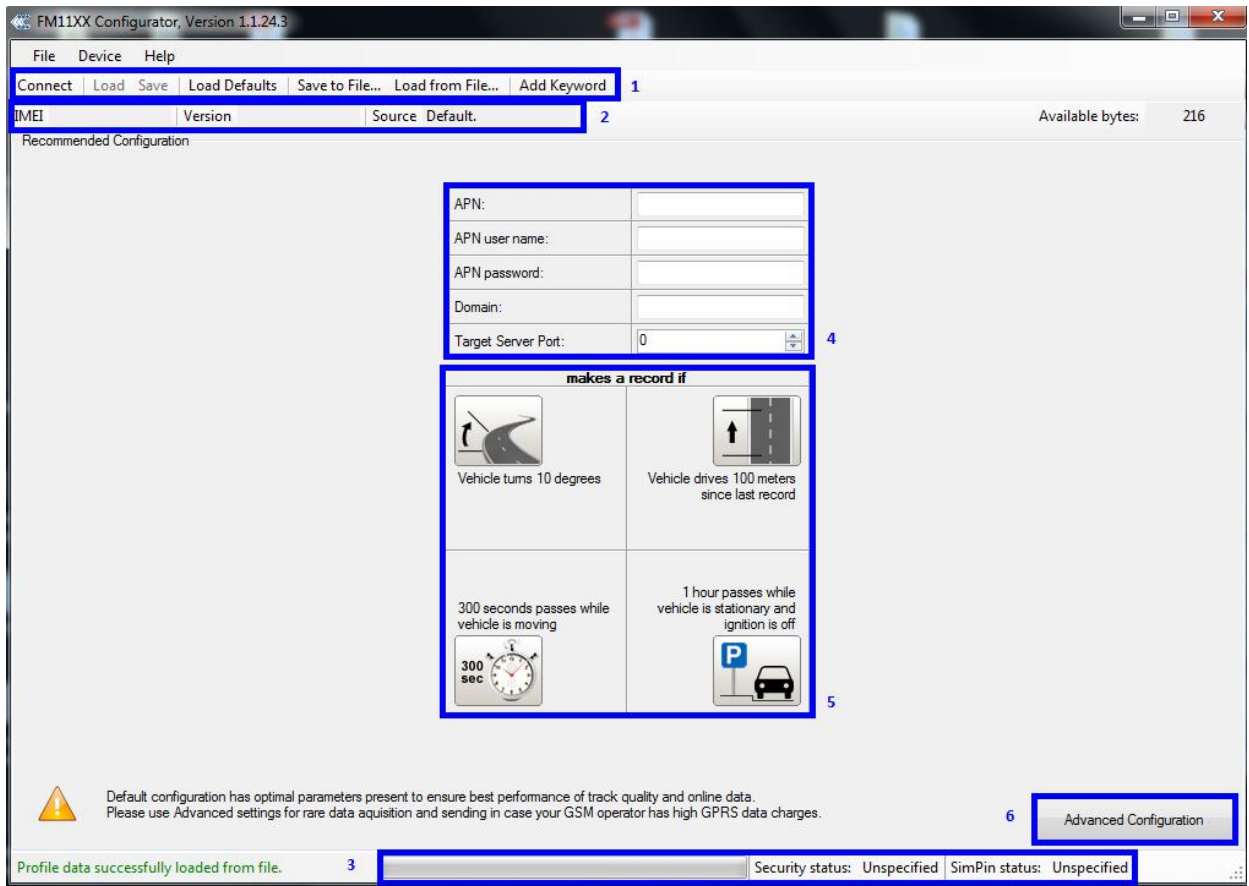 FM11XX Configurator, Version 1.1.24.3
File Device Help
Connect Load Save Load Defaults Save to File... Load from File... Add Keyword 1
IMEI Version Source Default. 2 Available bytes: 216
Recommended Configuration
APN:
APN user name:
APN password:
Domain:
Target Server Port: 0 4
makes a record if
Vehicle turns 10 degrees
Vehicle drives 100 meters
since last record
300 seconds passes while
vehicle is moving
300
sec
1 hour passes while
vehicle is stationary and
ignition is off
P
5
Default configuration has optimal parameters present to ensure best performance of track quality and online data.
Please use Advanced settings for rare data aquisition and sending in case your GSM operator has high GPRS data charges.
6 Advanced Configuration
Profile data successfully loaded from file. 3 Security status: Unspecified SimPin status: Unspecified